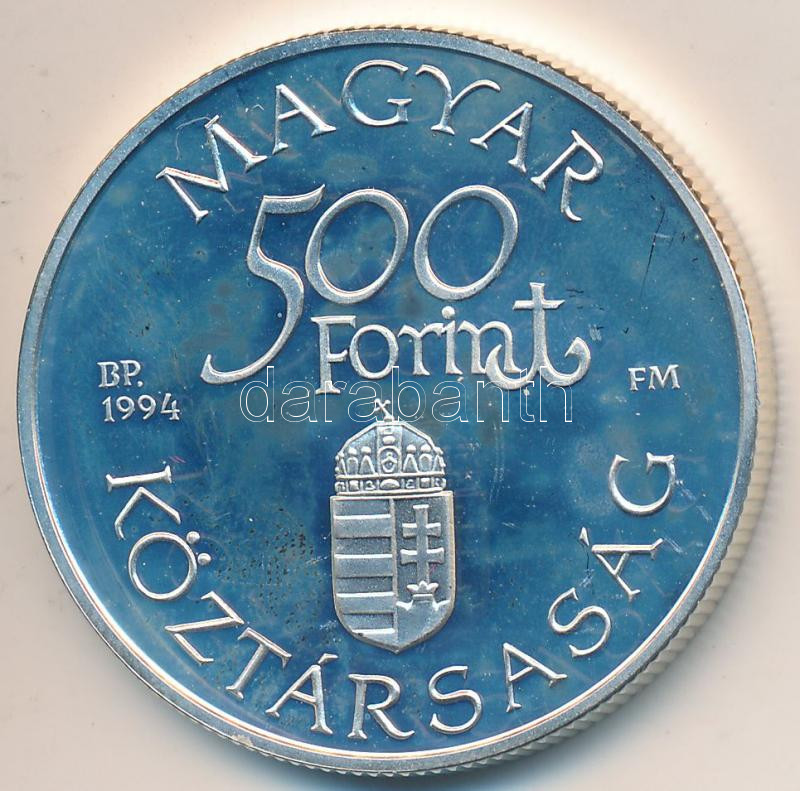 MAGYAR
500
Forint
BP.
1994
FM
darabanth
KÖZTÁRSASÁG